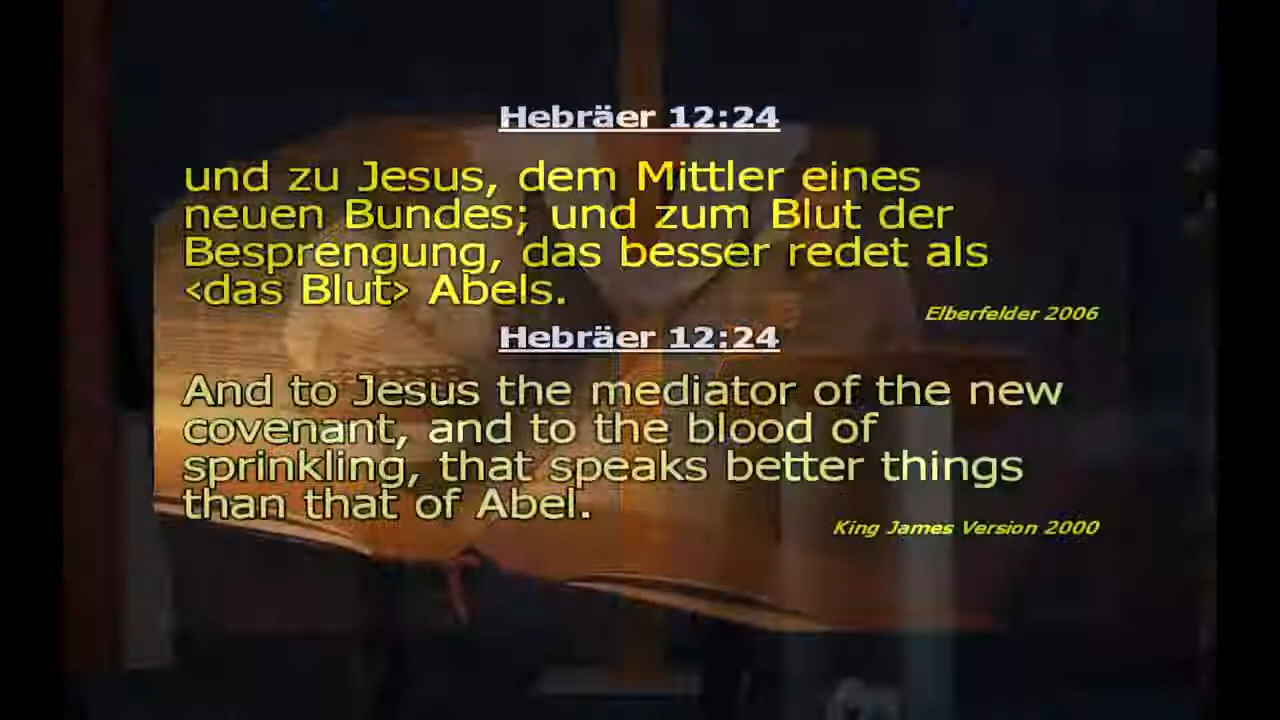 Hebräer 12:24
und zu Jesus, dem Mittler eines
neuen Bundes; und zum Blut der
Besprengung, das besser redet als
<das Blut> Abels.
Elberfelder 2006
Hebräer 12:24
And to Jesus the mediator of the new
covenant, and to the blood of
sprinkling, that speaks better things
than that of Abel.
King James Version 2000